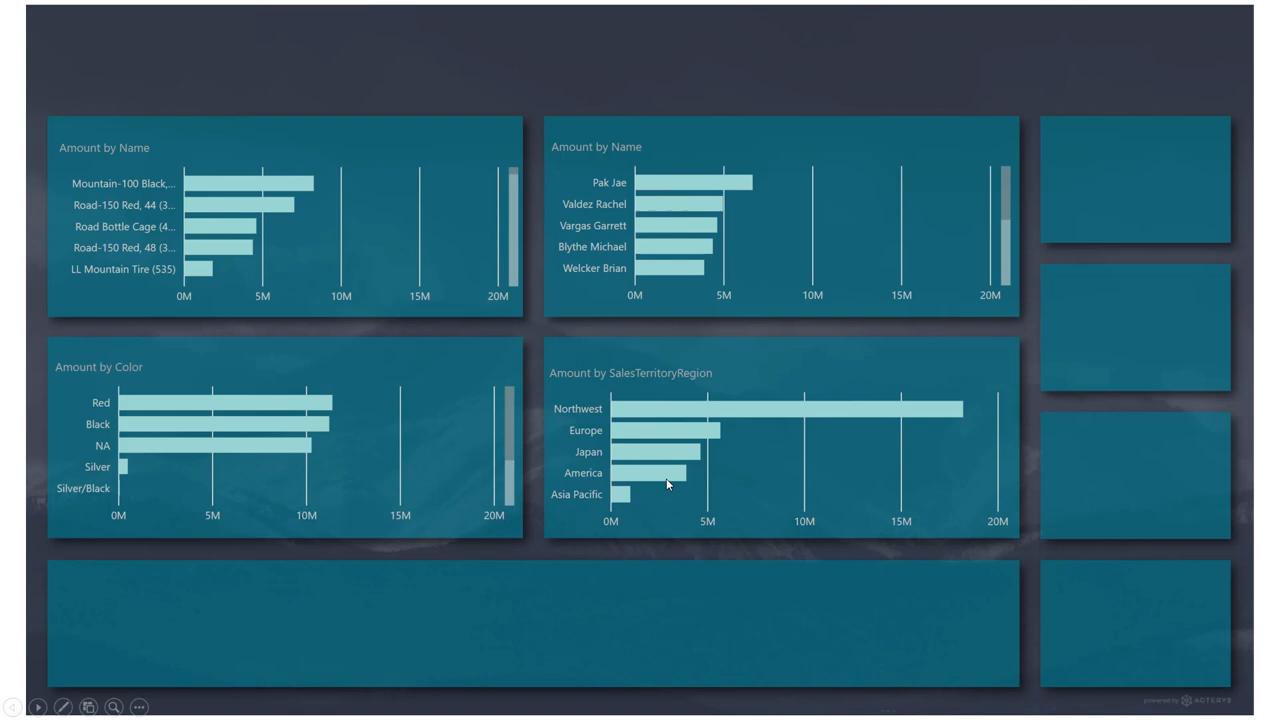 Amount by Name
Mountain-100 Black,...
Road-150 Red, 44 (3...
Road Bottle Cage (4...
Road-150 Red, 48 (3...
LL Mountain Tire (535)
0M 5M 10M 15M 20M
Amount by Name
Pak Jae
Valdez Rachel
Vargas Garrett
Blythe Michael
Welcker Brian
0M 5M 10M 15M 20M
Amount by Color
Red
Black
NA
Silver
Silver/Black
0M 5M 10M 15M 20M
Amount by SalesTerritoryRegion
Northwest
Europe
Japan
America
Asia Pacific
0M 5M 10M 15M 20M
powered by ACTERYS